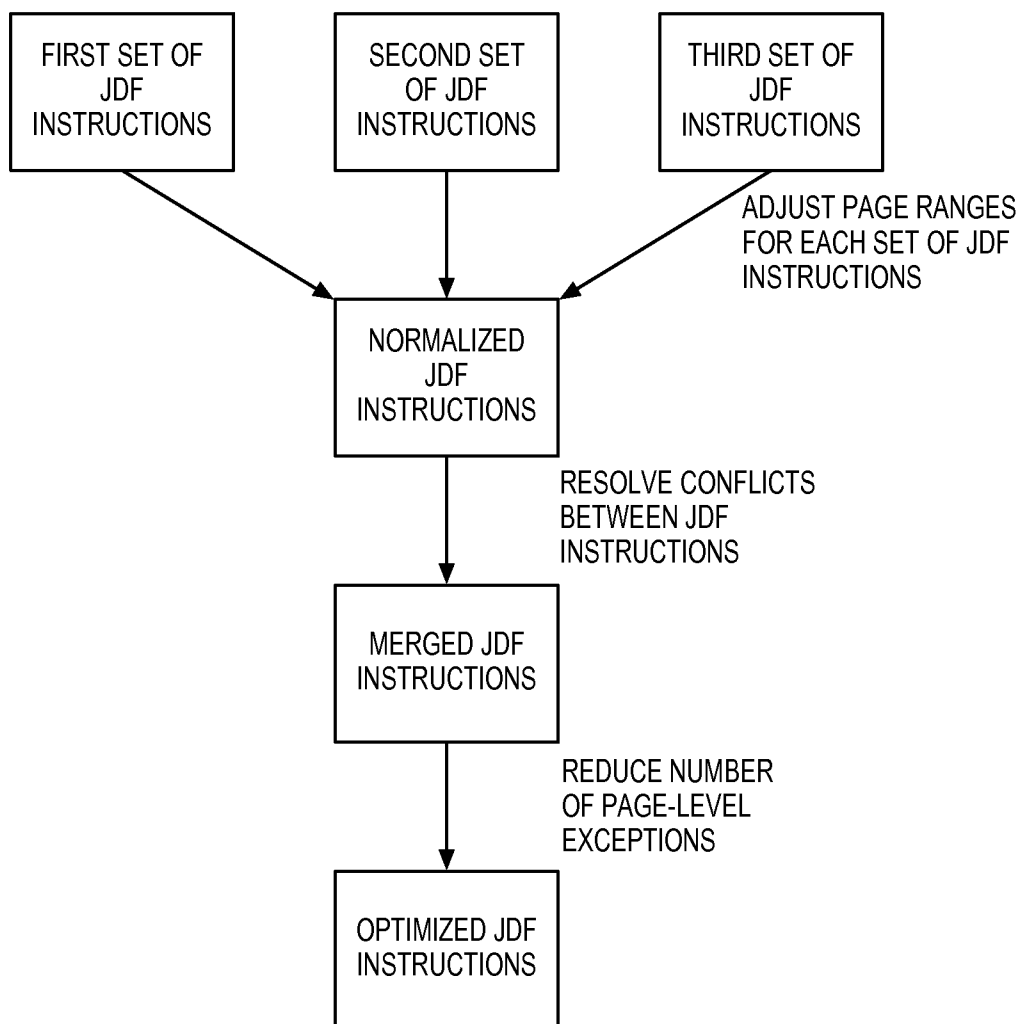 FIRST SET OF
JDF
INSTRUCTIONS
SECOND SET
OF JDF
INSTRUCTIONS
THIRD SET OF
JDF
INSTRUCTIONS
ADJUST PAGE RANGES
FOR EACH SET OF JDF
INSTRUCTIONS
NORMALIZED
JDF
INSTRUCTIONS
RESOLVE CONFLICTS
BETWEEN JDF
INSTRUCTIONS
MERGED JDF
INSTRUCTIONS
REDUCE NUMBER
OF PAGE-LEVEL
EXCEPTIONS
OPTIMIZED JDF
INSTRUCTIONS